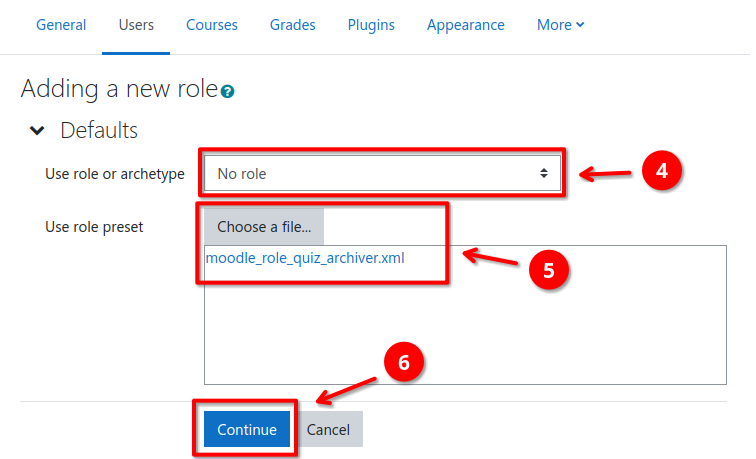 General Users Courses Grades Plugins Appearance More
Adding a new role
Defaults
Use role or archetype No role 4
Use role preset Choose a file...
moodle_role_quiz_archiver.xml 5
6
Continue Cancel